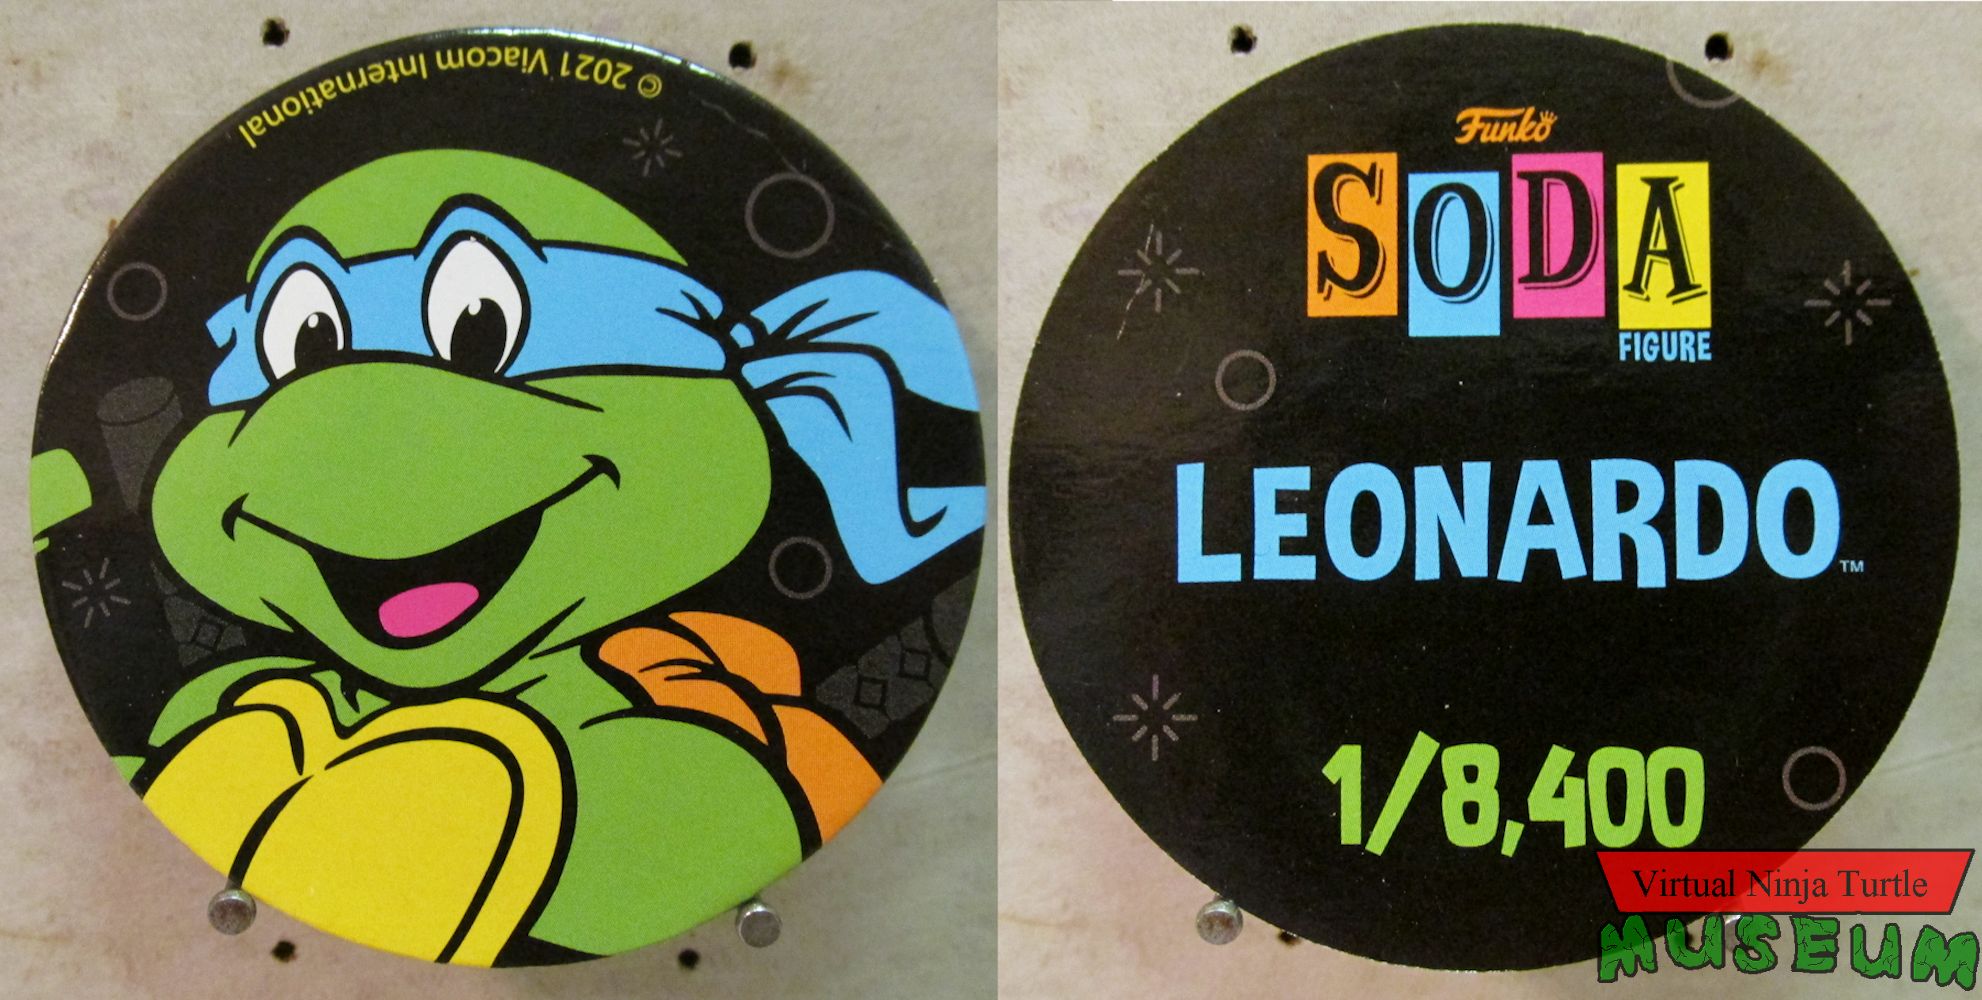 © 2021 Viacom International
Funko
SODA
FIGURE
LEONARDO™
1/8,400
Virtual Ninja Turtle
MUSEUM